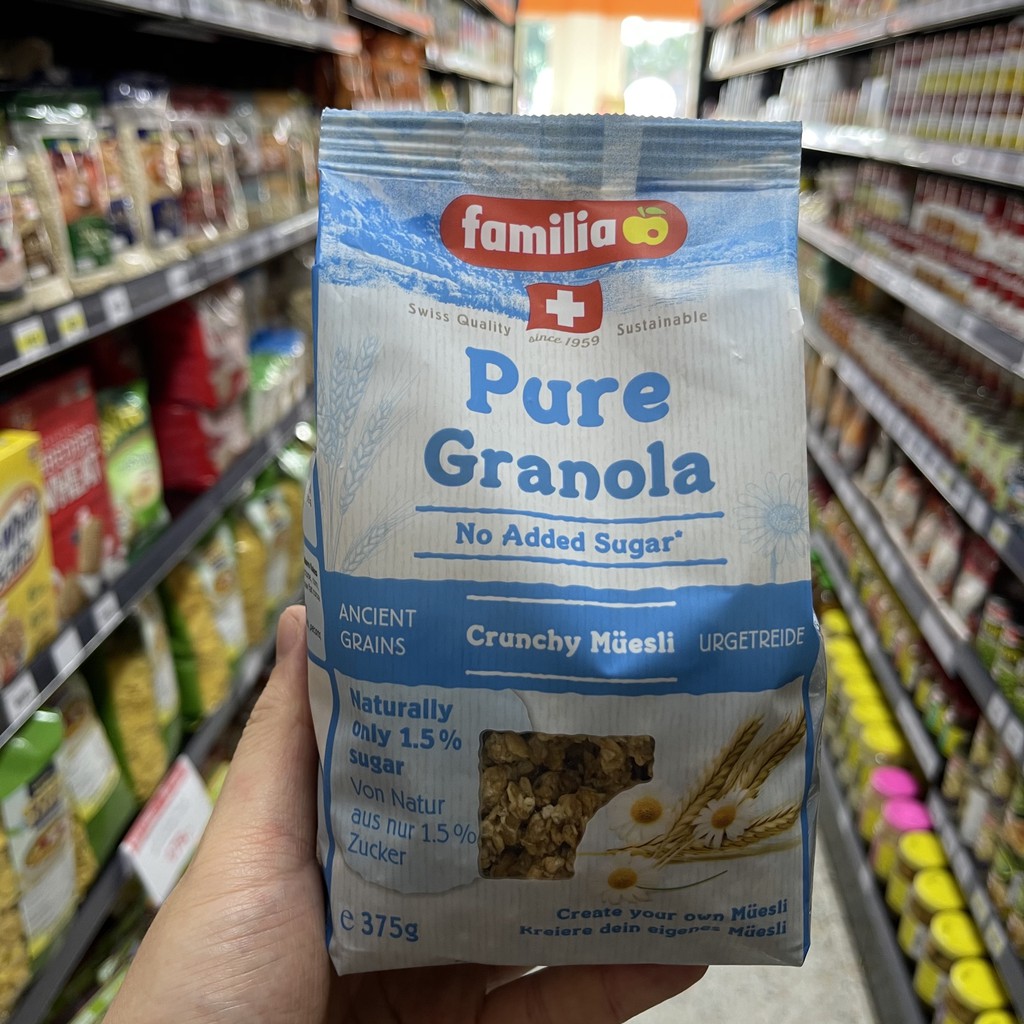 familia
Swiss Quality
since 1959
Sustainable
Pure
Granola
No Added Sugar*
ANCIENT
GRAINS
Crunchy Müesli
URGETREIDE
Naturally
only 1.5%
sugar
Von Natur
aus nur 1.5%
Zucker
e 375g
Create your own Müesli
Kreiere dein eigenes Müesli